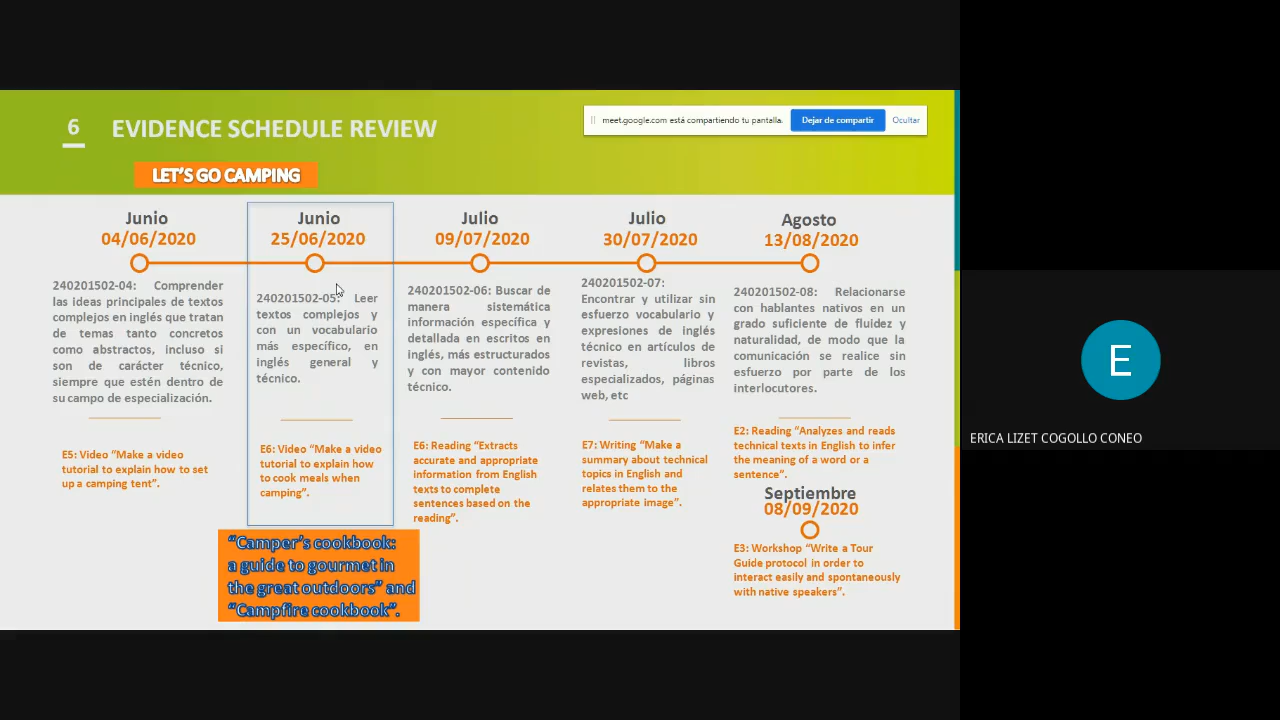 6
EVIDENCE SCHEDULE REVIEW
meet.google.com está compartiendo tu pantalla.
Dejar de compartir
Ocultar
LET'S GO CAMPING
Junio
04/06/2020
240201502-04: Comprender
las ideas principales de textos
complejos en inglés que tratan
de temas tanto concretos
como abstractos, incluso si
son de carácter técnico,
siempre que estén dentro de
su campo de especialización.
E5: Video “Make a video
tutorial to explain how to set
up a camping tent”.
Junio
25/06/2020
240201502-05: Leer
textos complejos y
con un vocabulario
más específico, en
inglés general y
técnico.
E6: Video “Make a video
tutorial to explain how
to cook meals when
camping”.
“Camper's cookbook:
a guide to gourmet in
the great outdoors” and
“Campfire cookbook”.
Julio
09/07/2020
240201502-06: Buscar de
manera sistemática
información específica y
detallada en escritos en
inglés, más estructurados
y con mayor contenido
técnico.
E6: Reading “Extracts
accurate and appropriate
information from English
texts to complete
sentences based on the
reading”.
Julio
30/07/2020
240201502-07:
Encontrar y utilizar sin
esfuerzo vocabulario y
expresiones de inglés
técnico en artículos de
revistas, libros
especializados, páginas
web, etc
E7: Writing “Make a
summary about technical
topics in English and
relates them to the
appropriate image”.
Agosto
13/08/2020
240201502-08: Relacionarse
con hablantes nativos en un
grado suficiente de fluidez y
naturalidad, de modo que la
comunicación se realice sin
esfuerzo por parte de los
interlocutores.
E2: Reading “Analyzes and reads
technical texts in English to infer
the meaning of a word or a
sentence”.
Septiembre
08/09/2020
E3: Workshop “Write a Tour
Guide protocol in order to
interact easily and spontaneously
with native speakers”.
E
ERICA LIZET COGOLLO CONEO